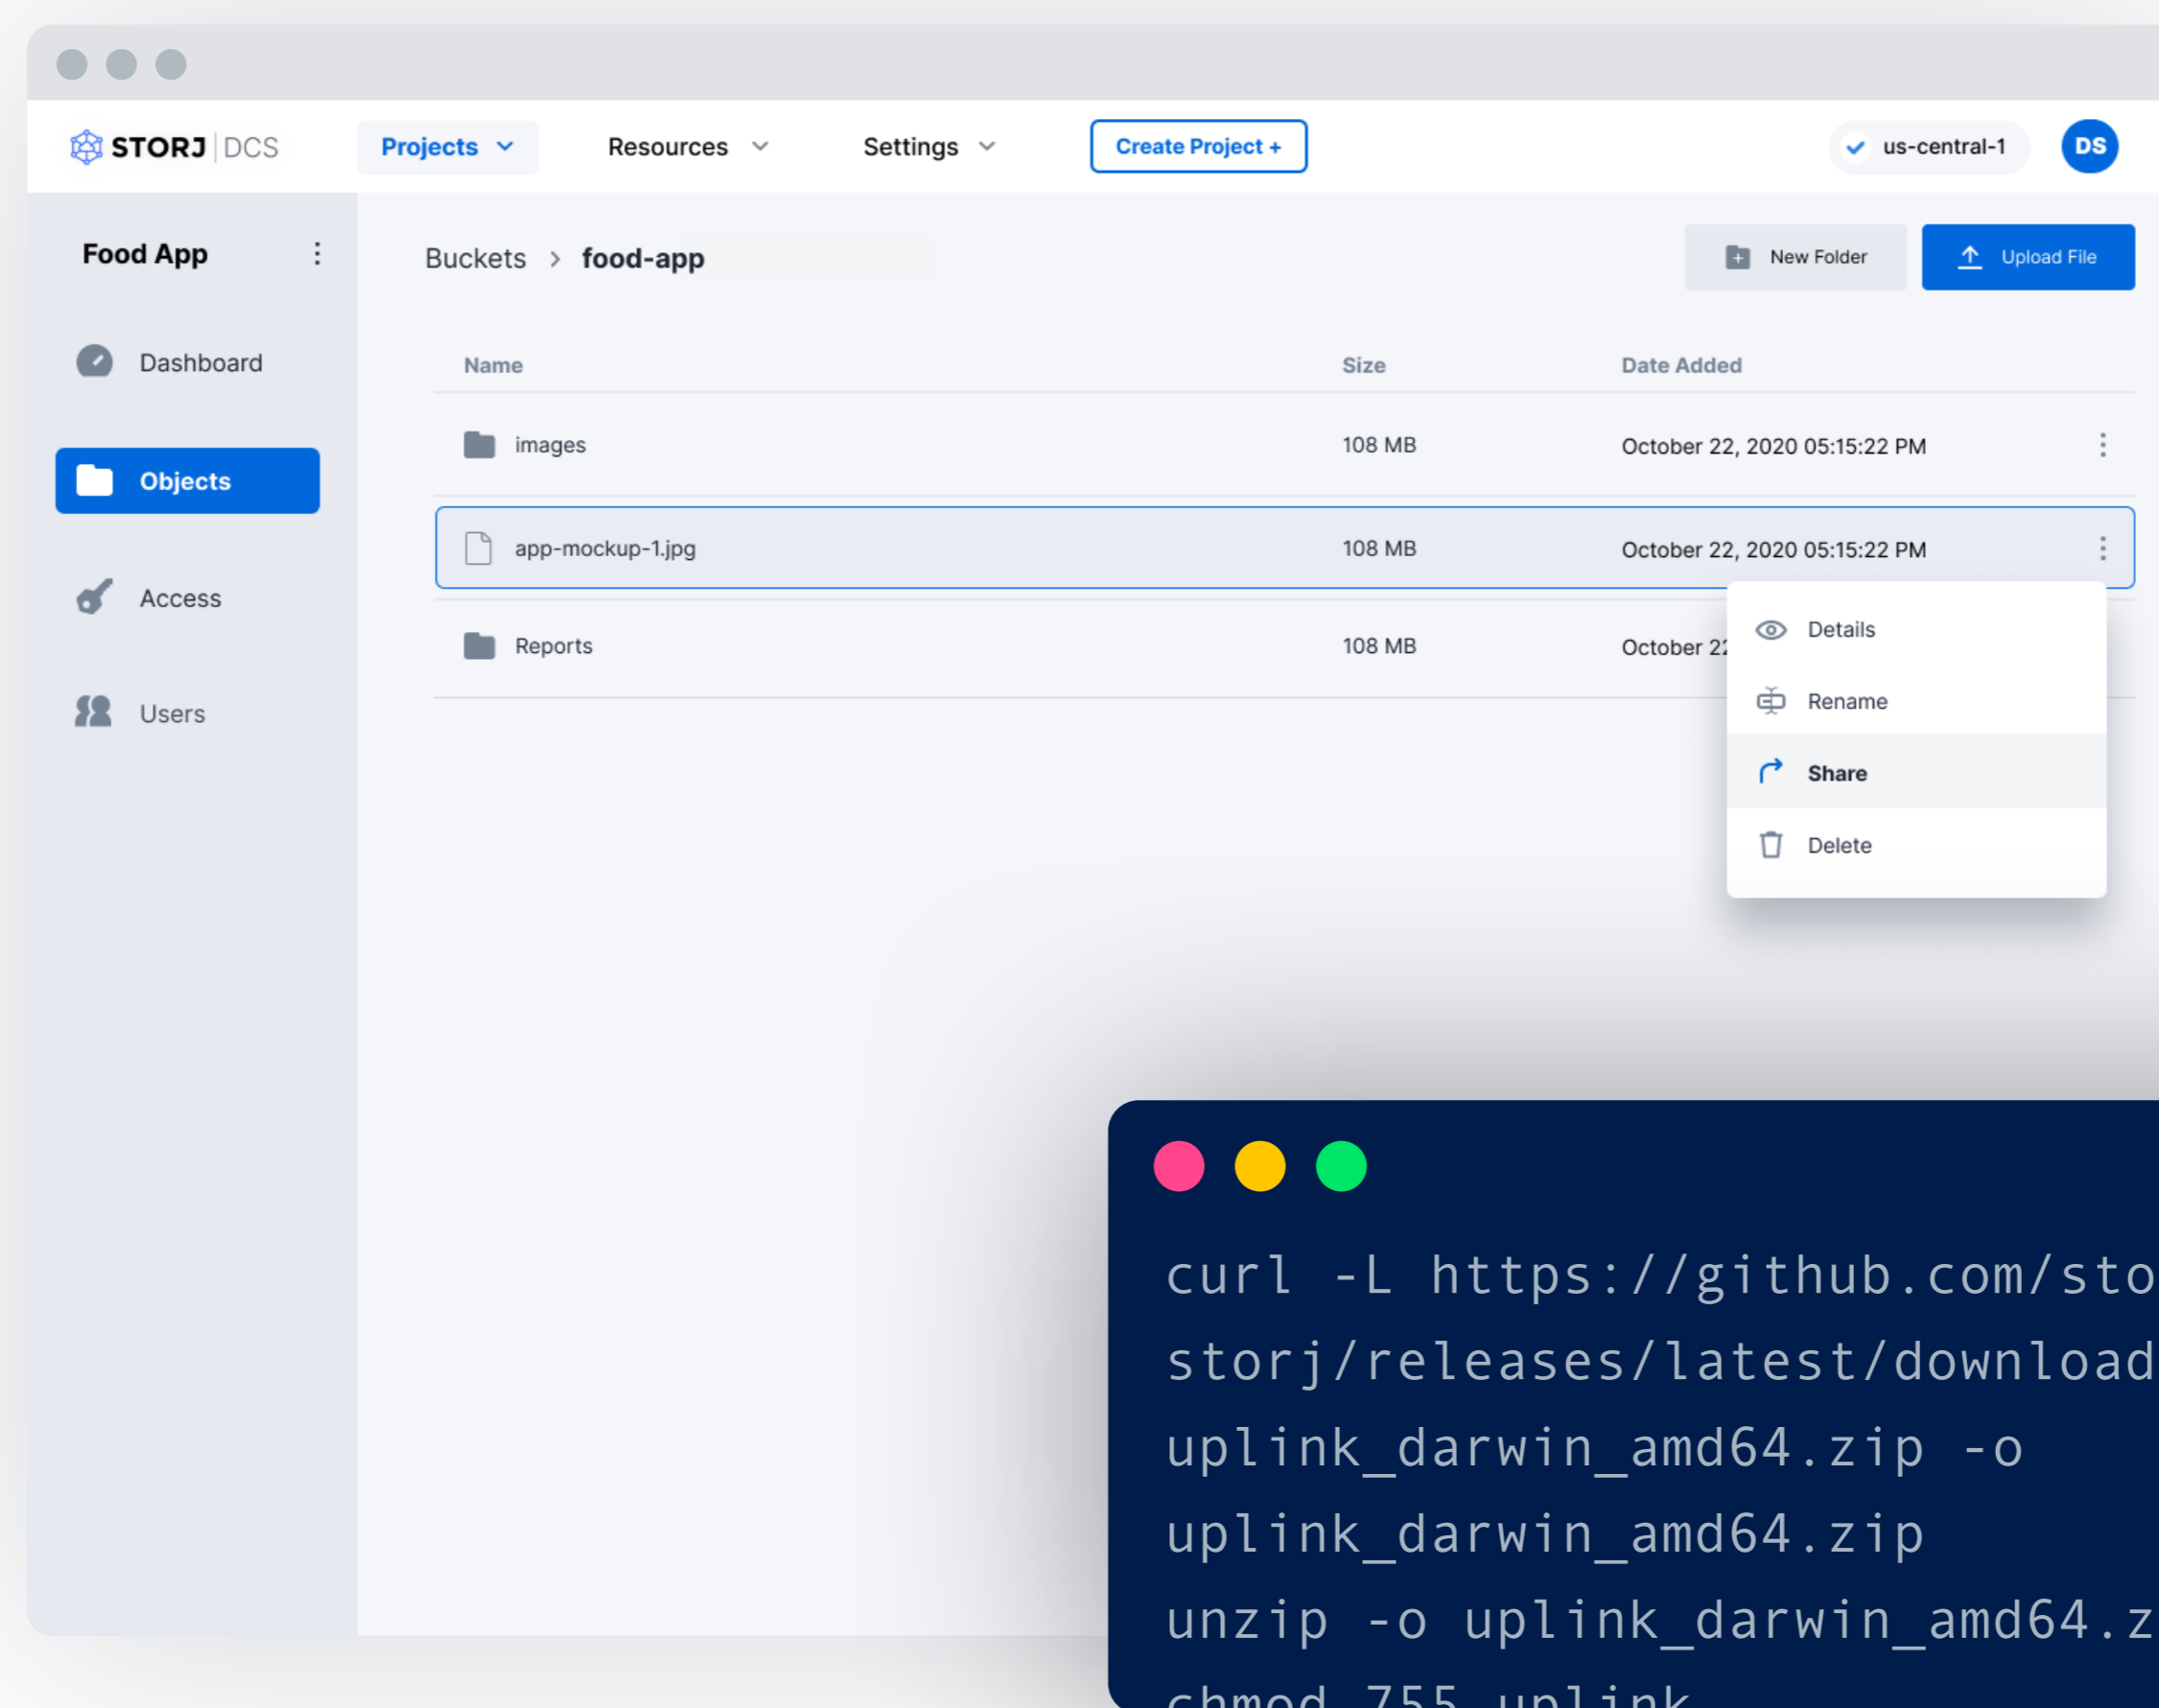 STORJ DCS Projects Resources Settings Create Project + us-central-1 DS
Food App
Dashboard
Objects
Access
Users
Buckets > food-app
New Folder
Upload File
Name Size Date Added
images 108 MB October 22, 2020 05:15:22 PM
app-mockup-1.jpg 108 MB October 22, 2020 05:15:22 PM
Reports 108 MB October 22
Details
Rename
Share
Delete
curl -L https://github.com/sto
storj/releases/latest/download
uplink_darwin_amd64.zip -o
uplink_darwin_amd64.zip
unzip -o uplink_darwin_amd64.z
chmod 755 uplink